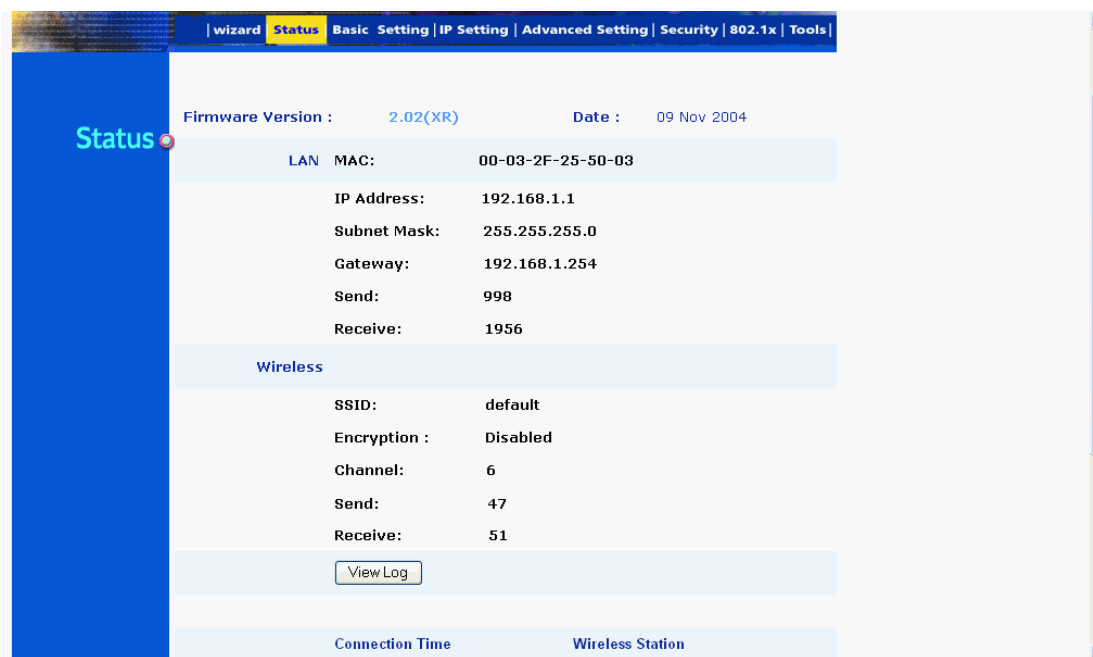 |wizard Status Basic Setting|IP Setting|Advanced Setting|Security|802.1x|Tools|
Status
Firmware Version : 2.02(XR) Date : 09 Nov 2004
LAN MAC: 00-03-2F-25-50-03
IP Address: 192.168.1.1
Subnet Mask: 255.255.255.0
Gateway: 192.168.1.254
Send: 998
Receive: 1956
Wireless
SSID: default
Encryption : Disabled
Channel: 6
Send: 47
Receive: 51
View Log
Connection Time Wireless Station